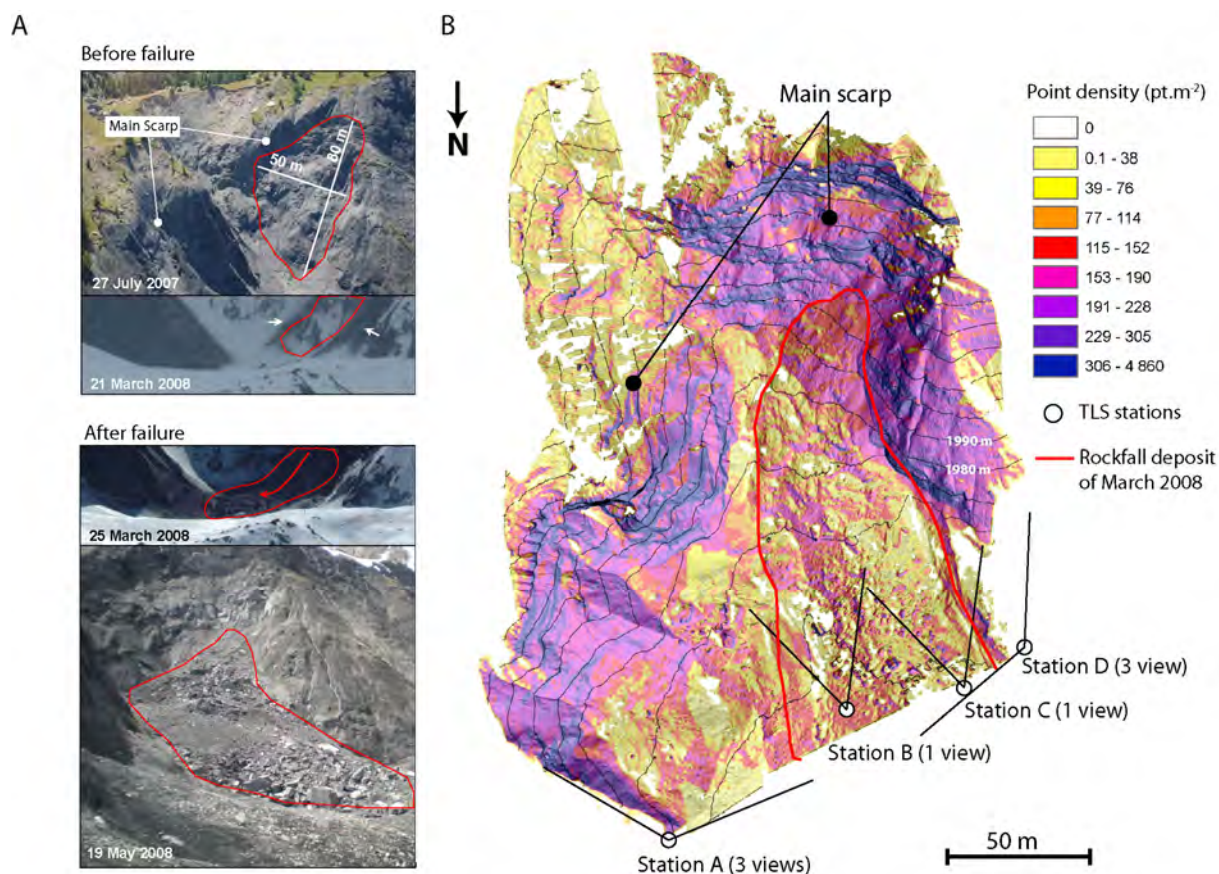 A
Before failure
Main Scarp
50 m
80 m
27 July 2007
21 March 2008
After failure
25 March 2008
19 May 2008
B
N
Main scarp
1990 m
1980 m
Station D (3 view)
Station C (1 view)
Station B (1 view)
Station A (3 views)
50 m
Point density (pt.m-2)
0
0.1 - 38
39 - 76
77 - 114
115 - 152
153 - 190
191 - 228
229 - 305
306 - 4 860
TLS stations
Rockfall deposit
of March 2008